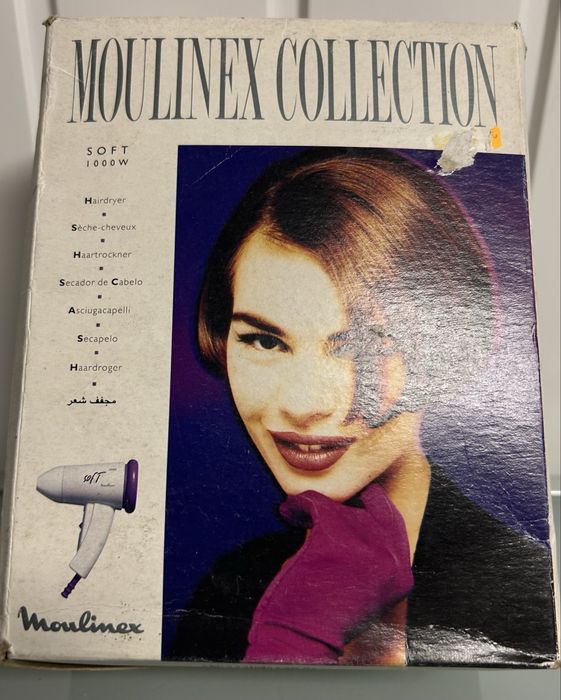 MOULINEX COLLECTION
SOFT
1000W
Hairdryer
Sèche-cheveux
Haartrockner
Secador de Cabelo
Asciugacapelli
Secapelo
Haardroger
مجفف شعر
SOFT
Moulinex